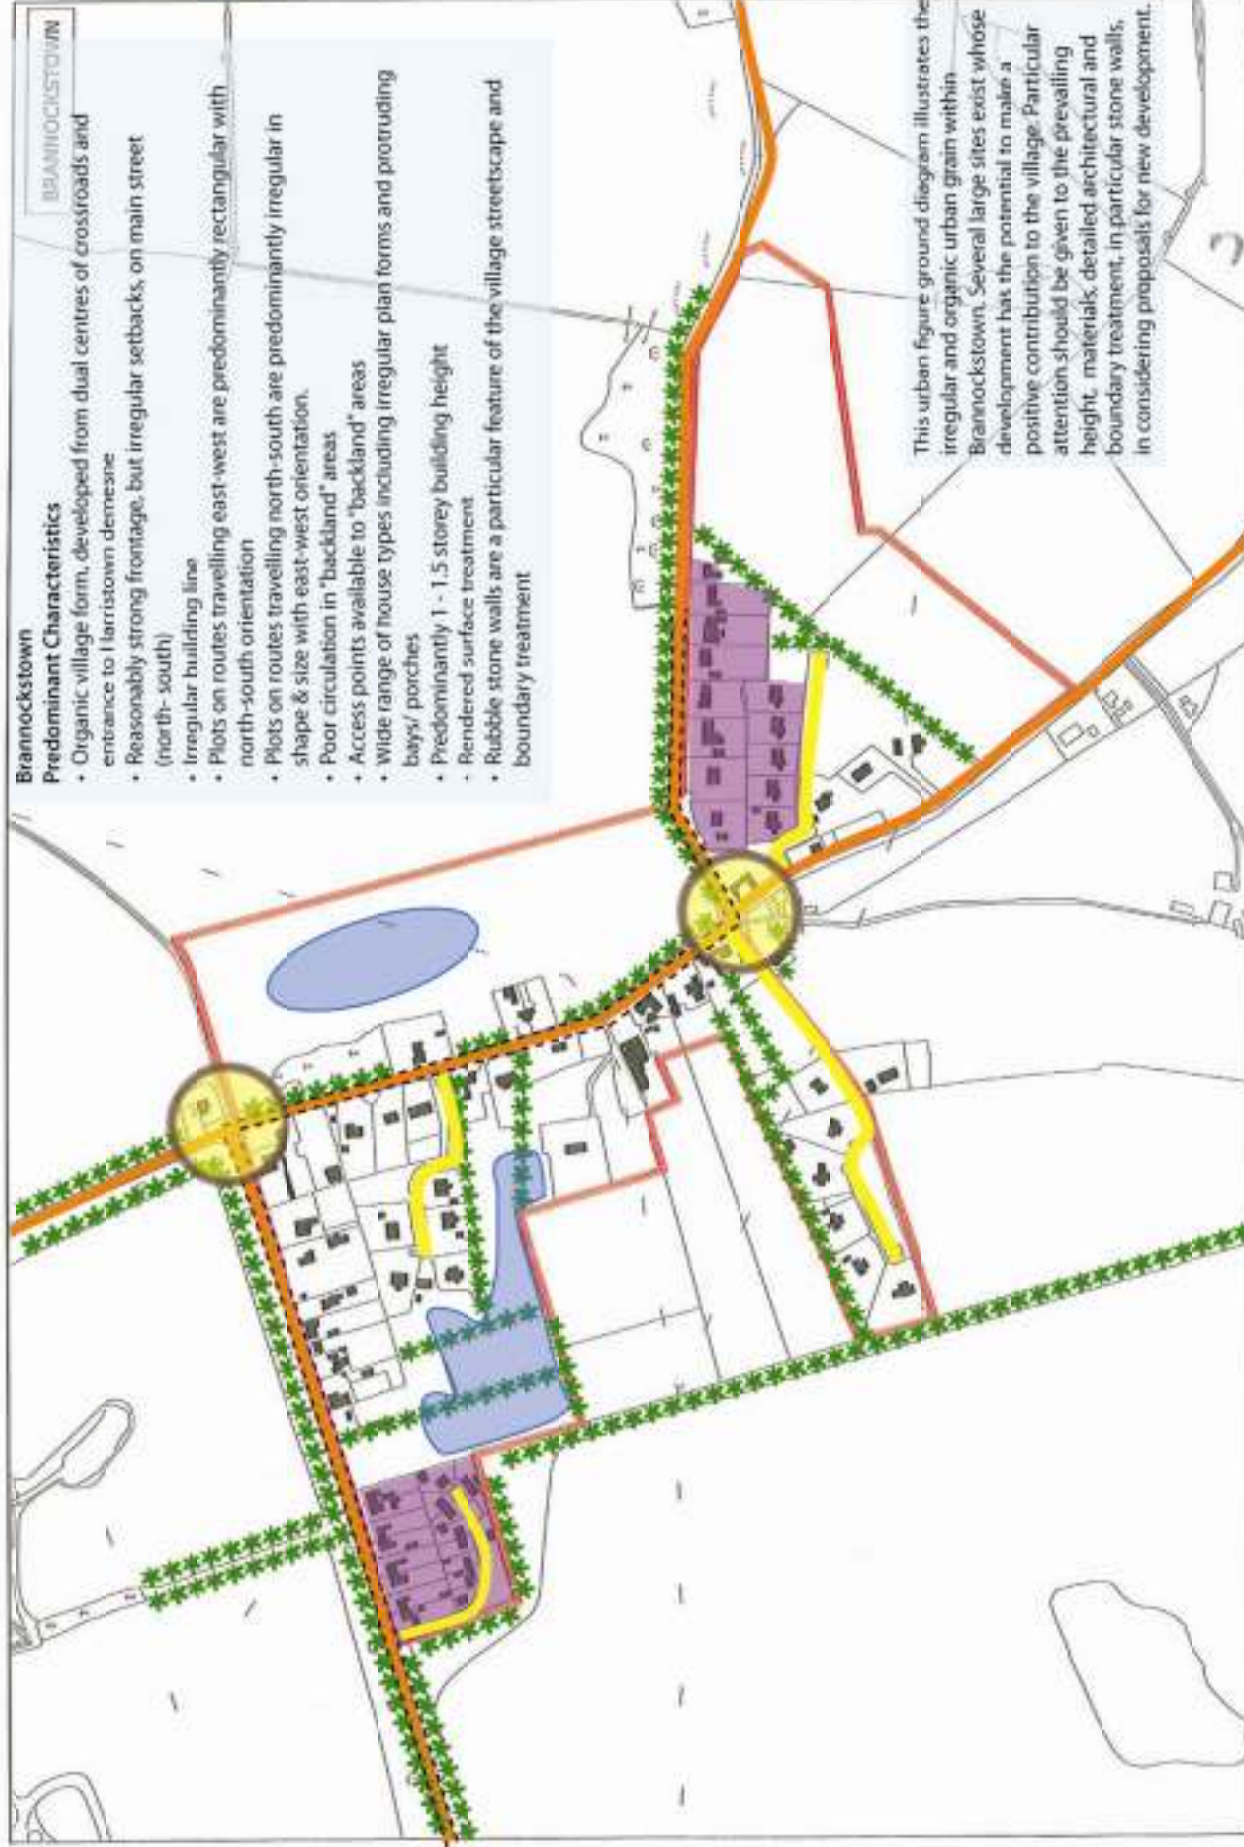 BRANNOCKSTOWN
Brannockstown
Predominant Characteristics
• Organic village form, developed from dual centres of crossroads and
entrance to Harristown demesne
• Reasonably strong frontage, but irregular setbacks, on main street
(north- south)
• Irregular building line
• Plots on routes travelling east-west are predominantly rectangular with
north-south orientation
• Plots on routes travelling north-south are predominantly irregular in
shape & size with east-west orientation.
• Poor circulation in "backland" areas
• Access points available to "backland" areas
• Wide range of house types including irregular plan forms and protruding
bays/ porches
• Predominantly 1 - 1.5 storey building height
- Rendered surface treatment
• Rubble stone walls are a particular feature of the village streetscape and
boundary treatment
This urban figure ground diagram illustrates the
irregular and organic urban grain within
Brannockstown. Several large sites exist whose
development has the potential to make a
positive contribution to the village. Particular
attention should be given to the prevailing
height, materials, detailed architectural and
boundary treatment, in particular stone walls,
in considering proposals for new development.